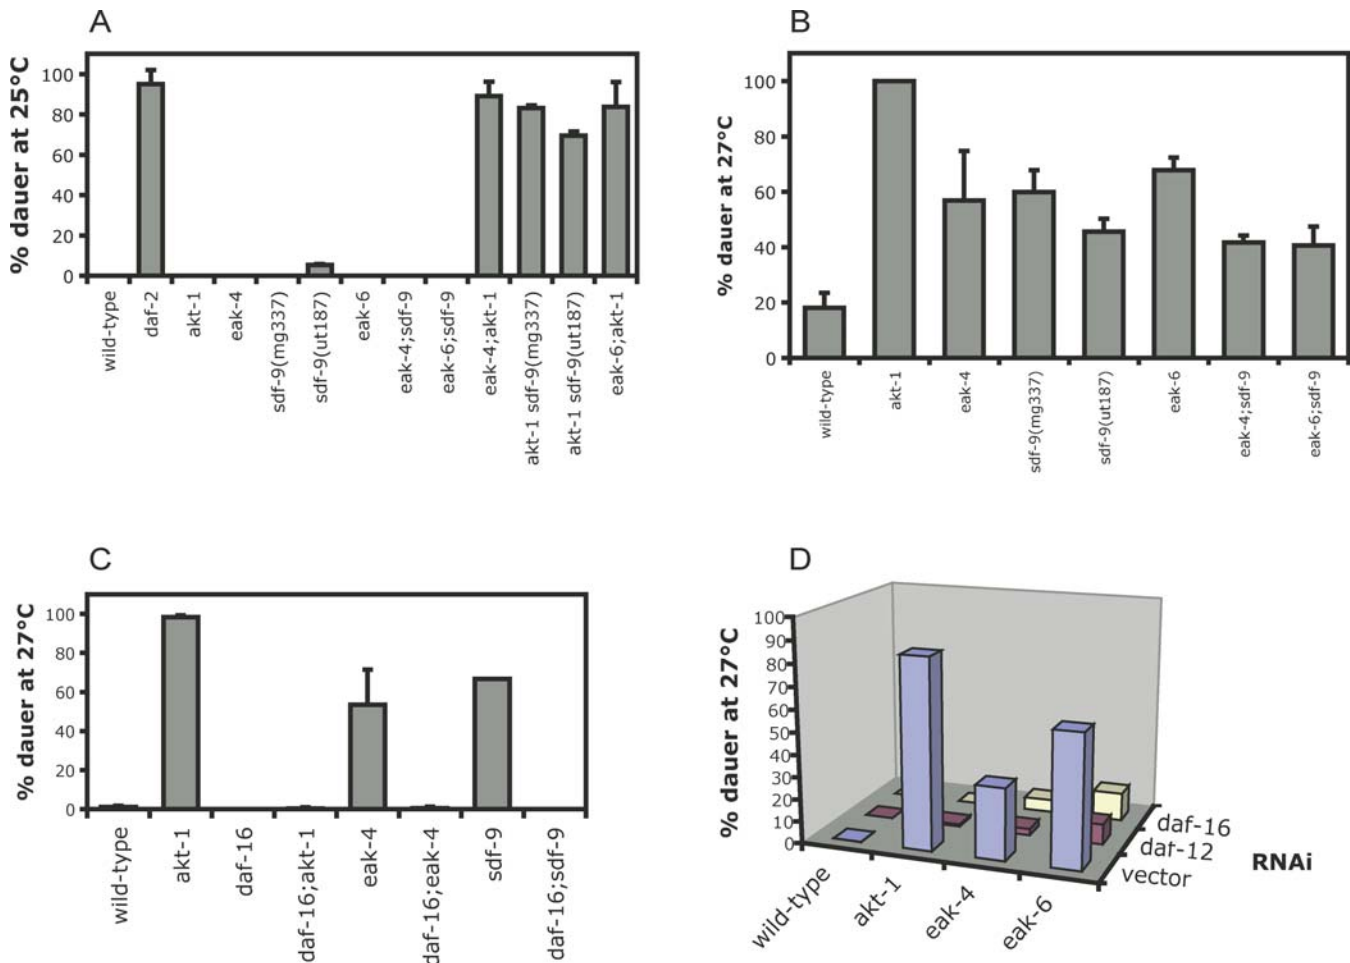 A
% dauer at 25°C
100
80
60
40
20
0
wild-type
daf-2
akt-1
eak-4
sdf-9(mg337)
sdf-9(ut187)
eak-6
eak-4;sdf-9
eak-6;sdf-9
eak-4;akt-1
akt-1 sdf-9(mg337)
akt-1 sdf-9(ut187)
eak-6;akt-1
B
% dauer at 27°C
100
80
60
40
20
0
wild-type
akt-1
eak-4
sdf-9(mg337)
sdf-9(ut187)
eak-6
eak-4;sdf-9
eak-6;sdf-9
C
% dauer at 27°C
100
80
60
40
20
0
wild-type
akt-1
daf-16
daf-16;akt-1
eak-4
daf-16;eak-4
sdf-9
daf-16;sdf-9
D
% dauer at 27°C
100
90
80
70
60
50
40
30
20
10
0
wild-type
akt-1
eak-4
eak-6
daf-16
daf-12
vector
RNAi